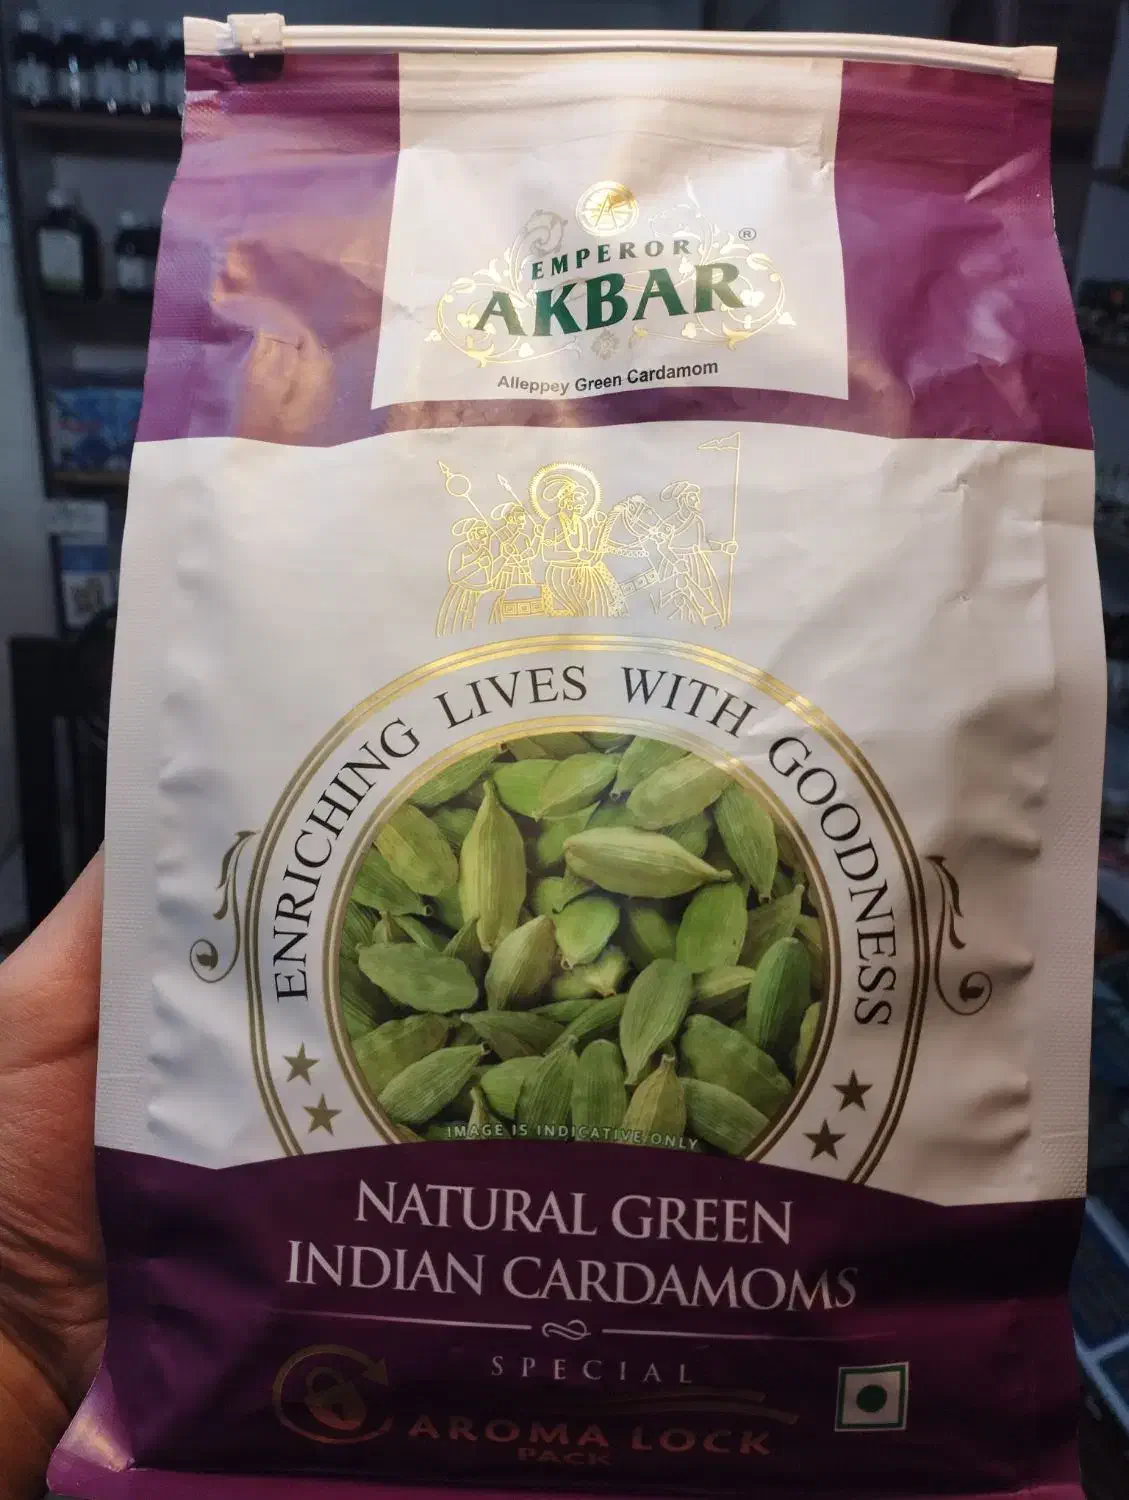 EMPEROR ®
AKBAR
Alleppey Green Cardamom
ENRICHING LIVES WITH GOODNESS
IMAGE IS INDICATIVE ONLY
NATURAL GREEN
INDIAN CARDAMOMS
SPECIAL
AROMA LOCK
PACK